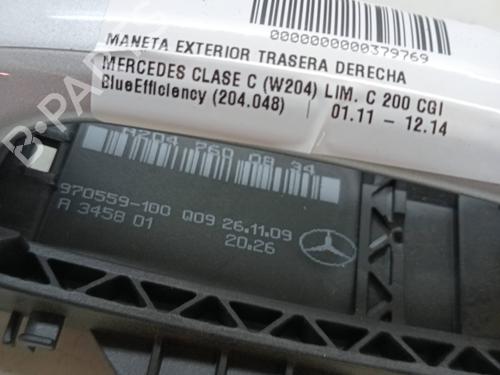 0000000000379769
MANETA EXTERIOR TRASERA DERECHA
MERCEDES CLASE C (W204) LIM. C 200 CGI
BlueEfficiency (204.048) 01.11 - 12.14
A204 760 08 34
970559-100 Q09 26.11.09
A 3458 01 20:26
B-PARTS